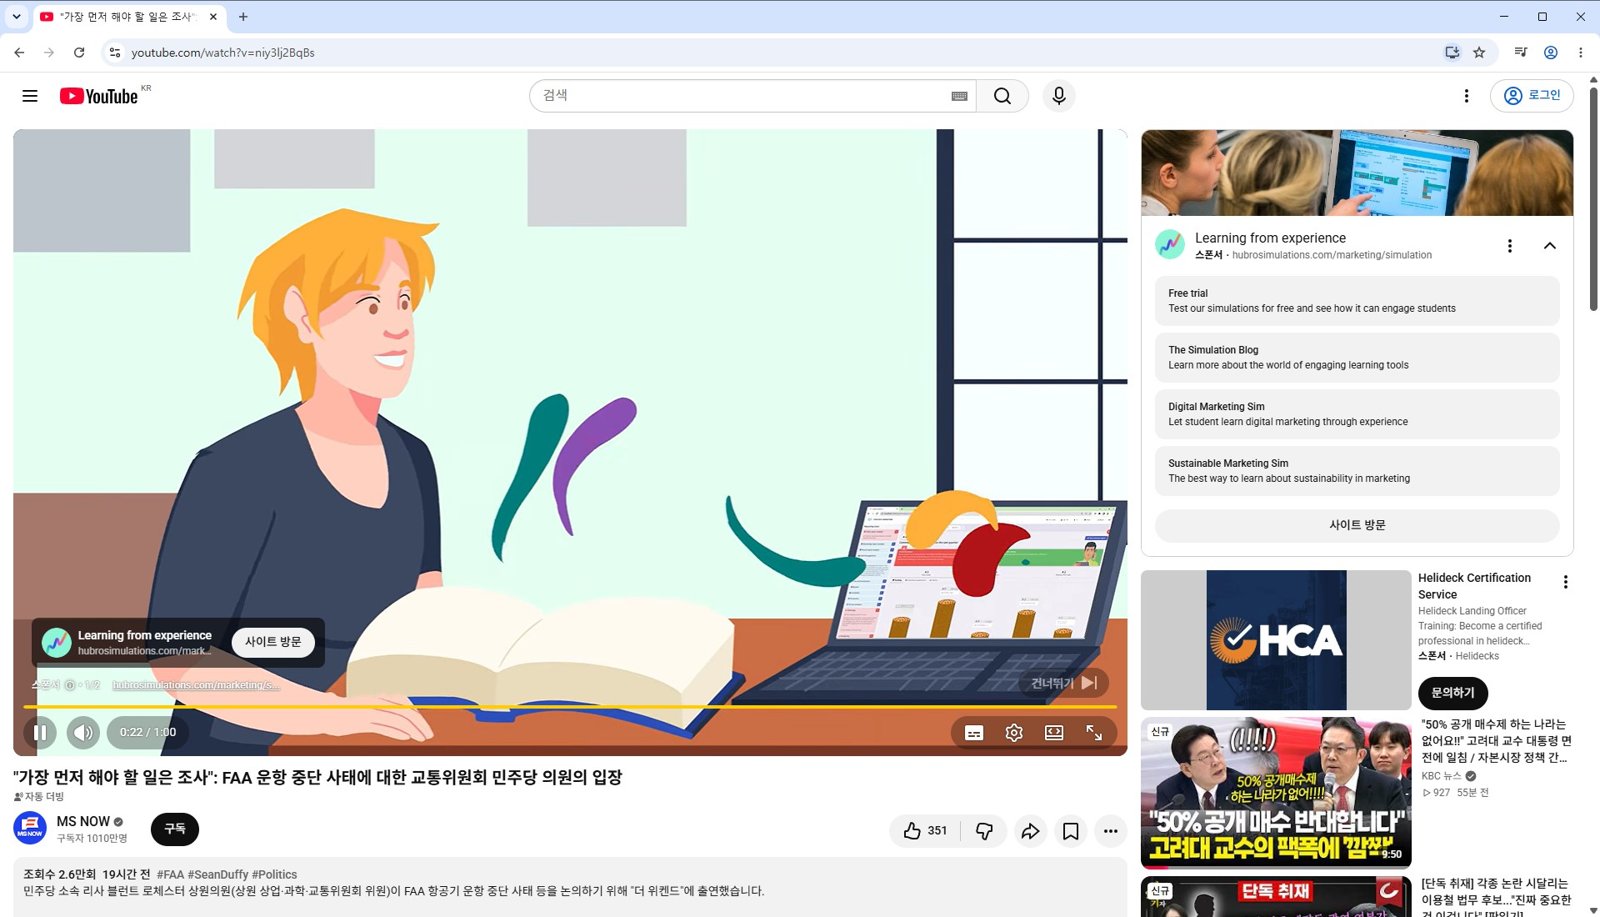 "가장 먼저 해야 할 일은 조사":
youtube.com/watch?v=niy3lj2BqBs
YouTube KR
검색
로그인
Learning from experience
스폰서 · hubrosimulations.com/marketing/simulation
Free trial
Test our simulations for free and see how it can engage students
The Simulation Blog
Learn more about the world of engaging learning tools
Digital Marketing Sim
Let student learn digital marketing through experience
Sustainable Marketing Sim
The best way to learn about sustainability in marketing
사이트 방문
Learning from experience
hubrosimulations.com/mark...
사이트 방문
스폰서 · 1/2 hubrosimulations.com/marketing/s...
건너뛰기
0:22 / 1:00
"가장 먼저 해야 할 일은 조사": FAA 운항 중단 사태에 대한 교통위원회 민주당 의원의 입장
자동 더빙
MS NOW
MS NOW
구독자 1010만명
구독
351
조회수 2.6만회 19시간 전 #FAA #SeanDuffy #Politics
민주당 소속 리사 블런트 로체스터 상원의원(상원 상업·과학·교통위원회 위원)이 FAA 항공기 운항 중단 사태 등을 논의하기 위해 "더 위켄드"에 출연했습니다.
HCA
Helideck Certification
Service
Helideck Landing Officer
Training: Become a certified
professional in helideck...
스폰서 · Helidecks
문의하기
신규
(!!!!)
50% 공개매수제
하는 나라가 없어!!!!
"50% 공개 매수 반대합니다"
고려대 교수의 팩폭에 '깜짝'
9:50
"50% 공개 매수제 하는 나라는
없어요!!" 고려대 교수 대통령 면
전에 일침 / 자본시장 정책 간...
KBC 뉴스
927 55분 전
신규
단독 취재
[단독 취재] 각종 논란 시달리는
이용철 법무 후보..."진짜 중요한